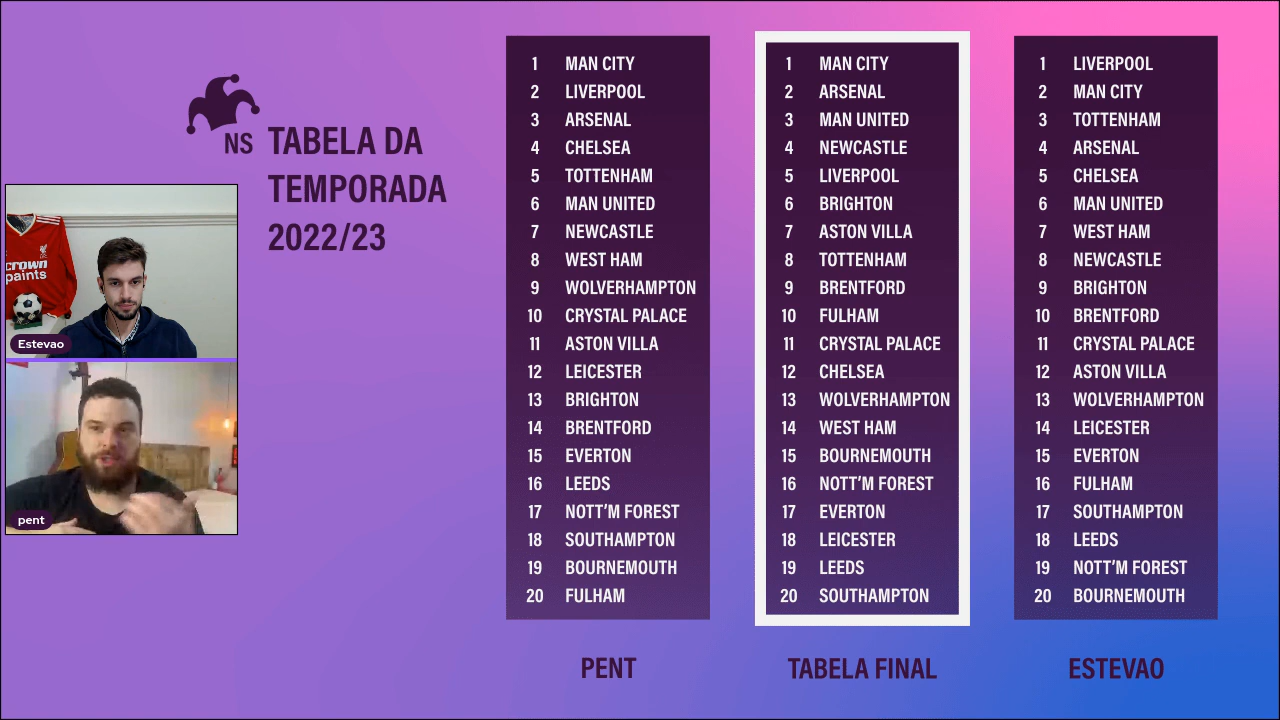 NS
TABELA DA
TEMPORADA
2022/23
crown
paints
Estevao
pent
1 MAN CITY
2 LIVERPOOL
3 ARSENAL
4 CHELSEA
5 TOTTENHAM
6 MAN UNITED
7 NEWCASTLE
8 WEST HAM
9 WOLVERHAMPTON
10 CRYSTAL PALACE
11 ASTON VILLA
12 LEICESTER
13 BRIGHTON
14 BRENTFORD
15 EVERTON
16 LEEDS
17 NOTT'M FOREST
18 SOUTHAMPTON
19 BOURNEMOUTH
20 FULHAM
PENT
1 MAN CITY
2 ARSENAL
3 MAN UNITED
4 NEWCASTLE
5 LIVERPOOL
6 BRIGHTON
7 ASTON VILLA
8 TOTTENHAM
9 BRENTFORD
10 FULHAM
11 CRYSTAL PALACE
12 CHELSEA
13 WOLVERHAMPTON
14 WEST HAM
15 BOURNEMOUTH
16 NOTT'M FOREST
17 EVERTON
18 LEICESTER
19 LEEDS
20 SOUTHAMPTON
TABELA FINAL
1 LIVERPOOL
2 MAN CITY
3 TOTTENHAM
4 ARSENAL
5 CHELSEA
6 MAN UNITED
7 WEST HAM
8 NEWCASTLE
9 BRIGHTON
10 BRENTFORD
11 CRYSTAL PALACE
12 ASTON VILLA
13 WOLVERHAMPTON
14 LEICESTER
15 EVERTON
16 FULHAM
17 SOUTHAMPTON
18 LEEDS
19 NOTT'M FOREST
20 BOURNEMOUTH
ESTEVAO